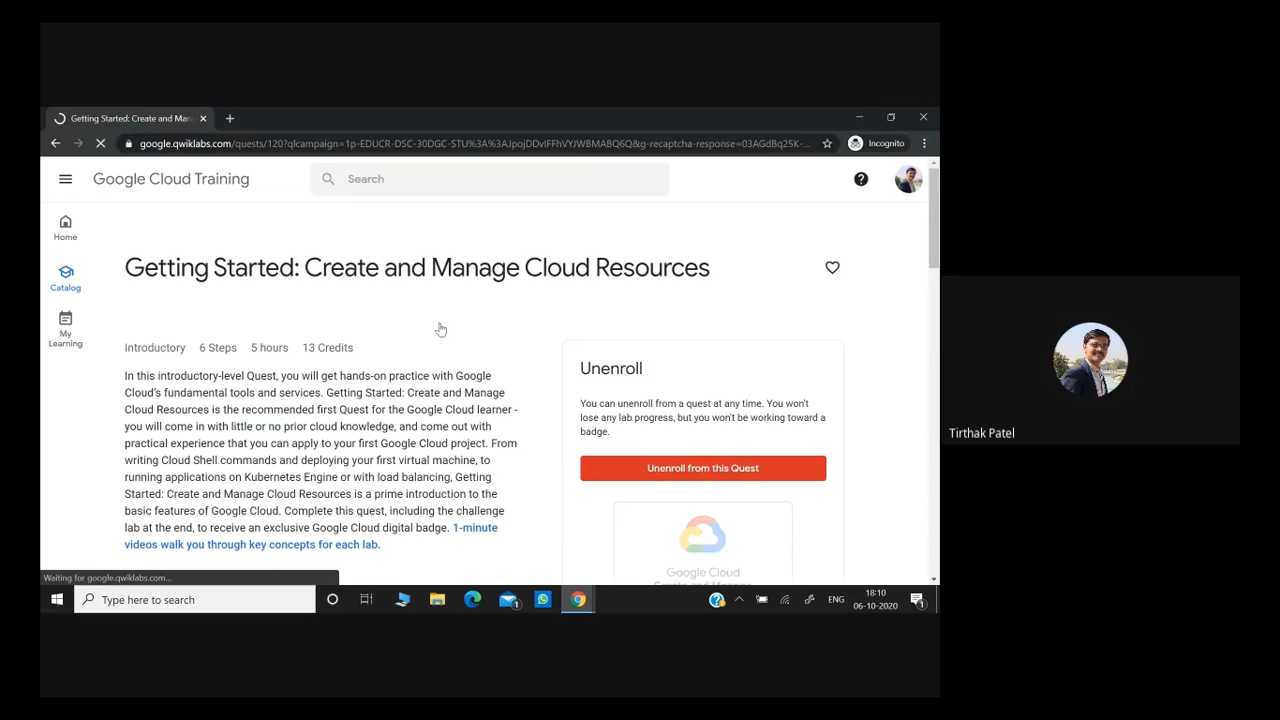 Getting Started: Create and Man
google.qwiklabs.com/quests/120?qlcampaign=1p-EDUCR-DSC-30DGC-STU%3A%3AJpojDDvIFFhVYJWBMABQ6Q&g-recaptcha-response=03AGdBq25K-...
Incognito
Google Cloud Training
Search
Home
Catalog
My
Learning
Getting Started: Create and Manage Cloud Resources
Introductory 6 Steps 5 hours 13 Credits
In this introductory-level Quest, you will get hands-on practice with Google
Cloud's fundamental tools and services. Getting Started: Create and Manage
Cloud Resources is the recommended first Quest for the Google Cloud learner -
you will come in with little or no prior cloud knowledge, and come out with
practical experience that you can apply to your first Google Cloud project. From
writing Cloud Shell commands and deploying your first virtual machine, to
running applications on Kubernetes Engine or with load balancing, Getting
Started: Create and Manage Cloud Resources is a prime introduction to the
basic features of Google Cloud. Complete this quest, including the challenge
lab at the end, to receive an exclusive Google Cloud digital badge. 1-minute
videos walk you through key concepts for each lab.
Unenroll
You can unenroll from a quest at any time. You won't
lose any lab progress, but you won't be working toward a
badge.
Unenroll from this Quest
Google Cloud
Create and Manage
Waiting for google.qwiklabs.com...
Type here to search
1
ENG
18:10
06-10-2020
1
Tirthak Patel